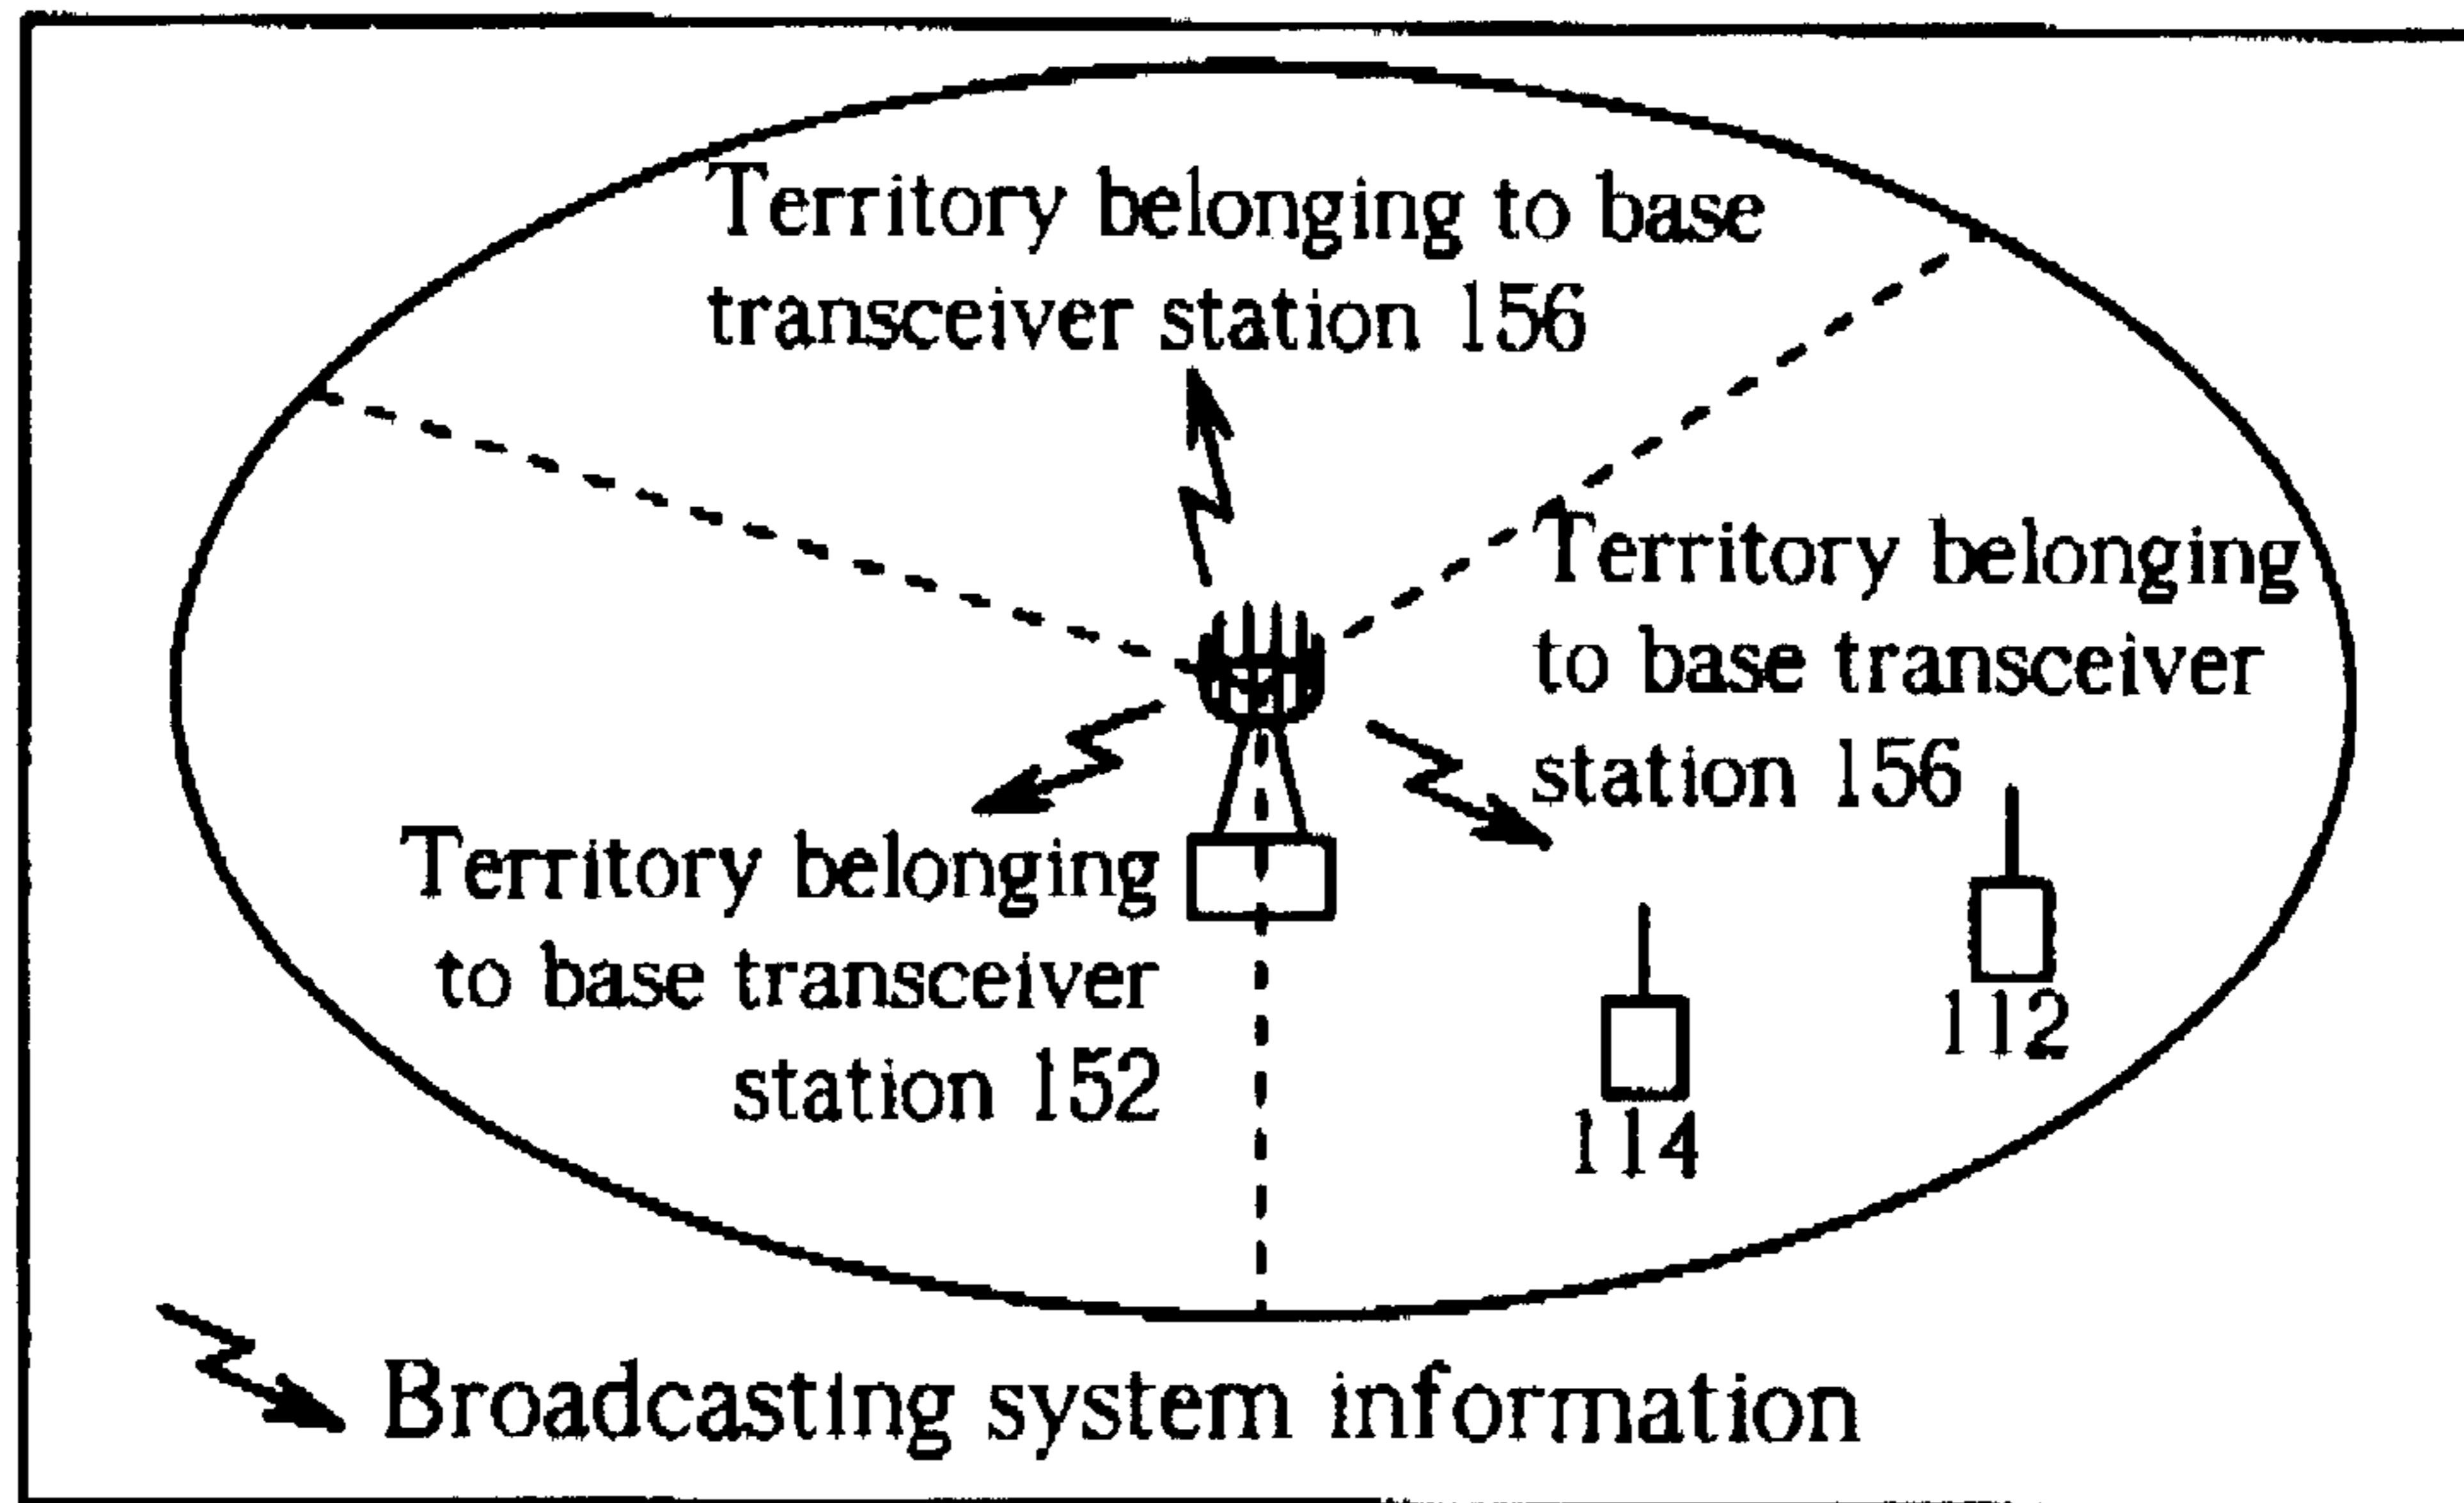 Territory belonging to base
transceiver station 156
Territory belonging
to base transceiver
station 156
Territory belonging
to base transceiver
station 152
112
114
Broadcasting system information